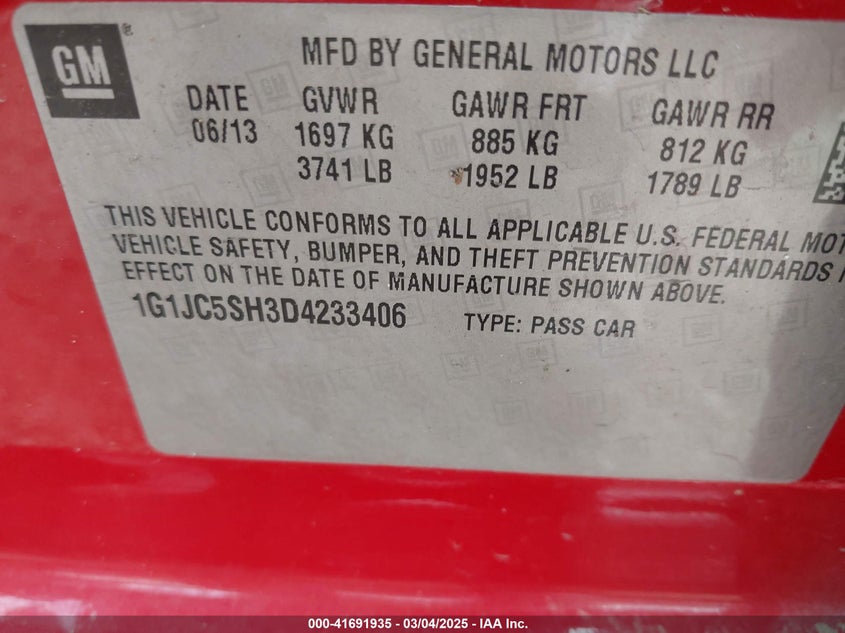 GM®
MFD BY GENERAL MOTORS LLC
DATE GVWR GAWR FRT GAWR RR
06/13 1697 KG 885 KG 812 KG
3741 LB 1952 LB 1789 LB
THIS VEHICLE CONFORMS TO ALL APPLICABLE U.S. FEDERAL MOT
VEHICLE SAFETY, BUMPER, AND THEFT PREVENTION STANDARDS
EFFECT ON THE DATE OF MANUFACTURE SHOWN ABOVE.
1G1JC5SH3D4233406 TYPE: PASS CAR
000-41691935 - 03/04/2025 - IAA Inc.